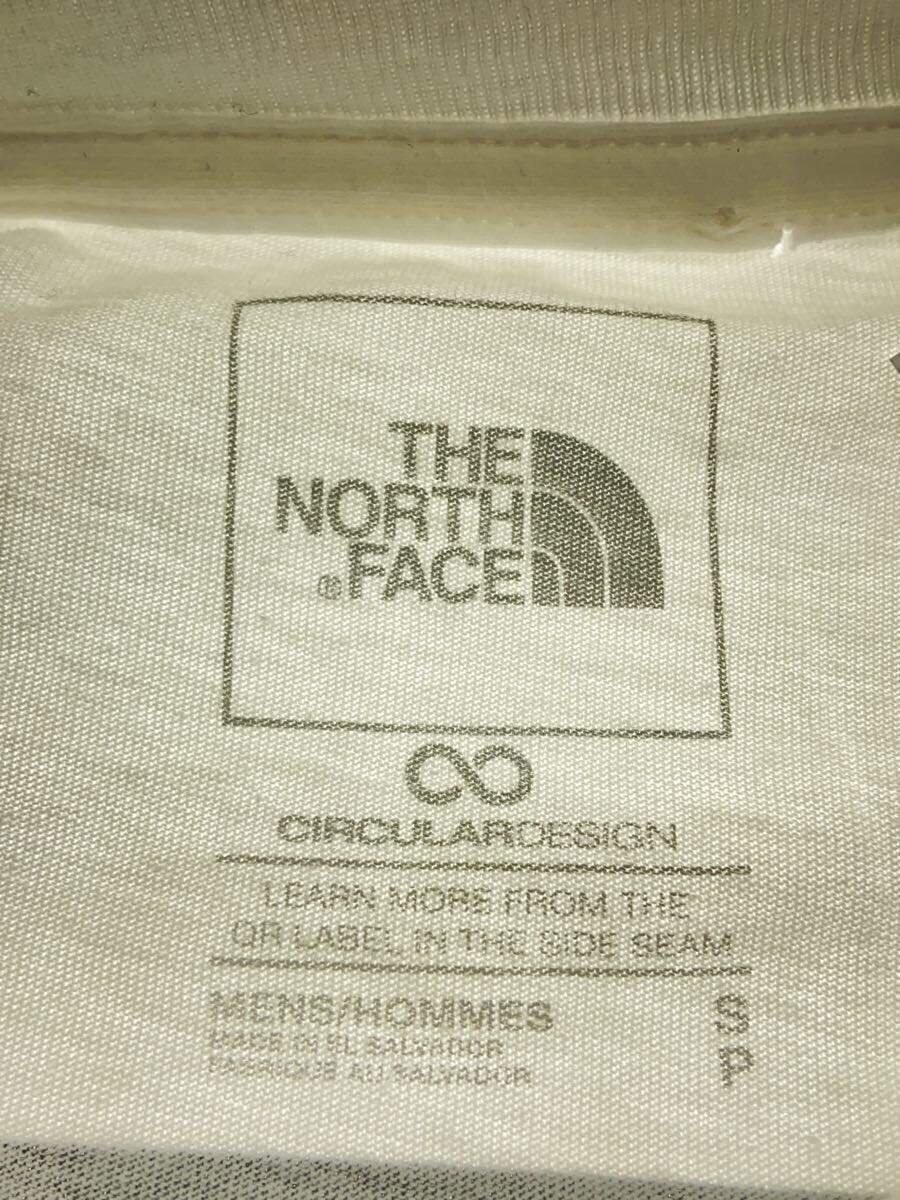 THE
NORTH
®FACE
CIRCULARDESIGN
LEARN MORE FROM THE
QR LABEL IN THE SIDE SEAM
MENS/HOMMES S
MADE IN EL SALVADOR P
FABRIQUE AU SALVADOR